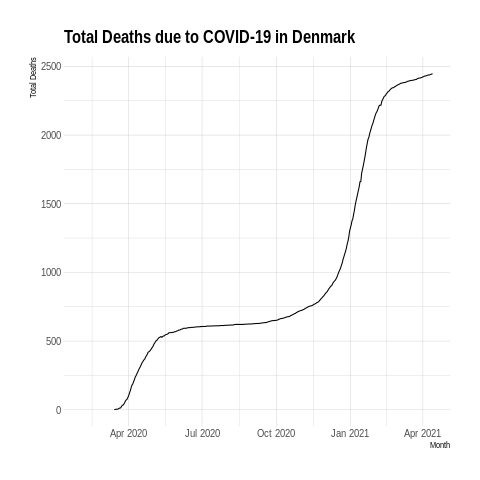 Total Deaths due to COVID-19 in Denmark
Total Deaths
2500
2000
1500
1000
500
0
Apr 2020 Jul 2020 Oct 2020 Jan 2021 Apr 2021
Month